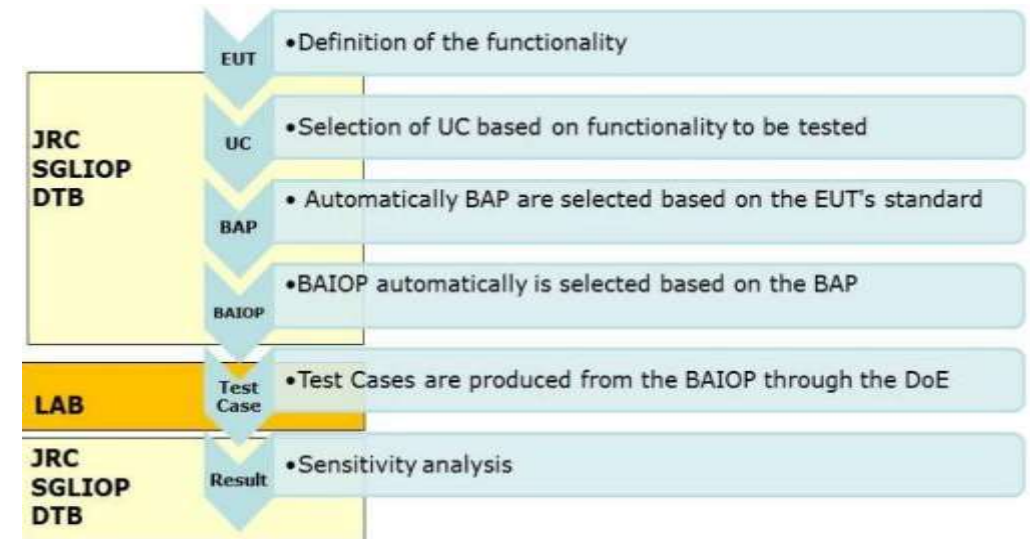 EUT
•Definition of the functionality
JRC
SGLIOP
DTB
UC
•Selection of UC based on functionality to be tested
BAP
• Automatically BAP are selected based on the EUT's standard
BAIOP
•BAIOP automatically is selected based on the BAP
LAB
Test
Case
•Test Cases are produced from the BAIOP through the DoE
JRC
SGLIOP
DTB
Result
•Sensitivity analysis